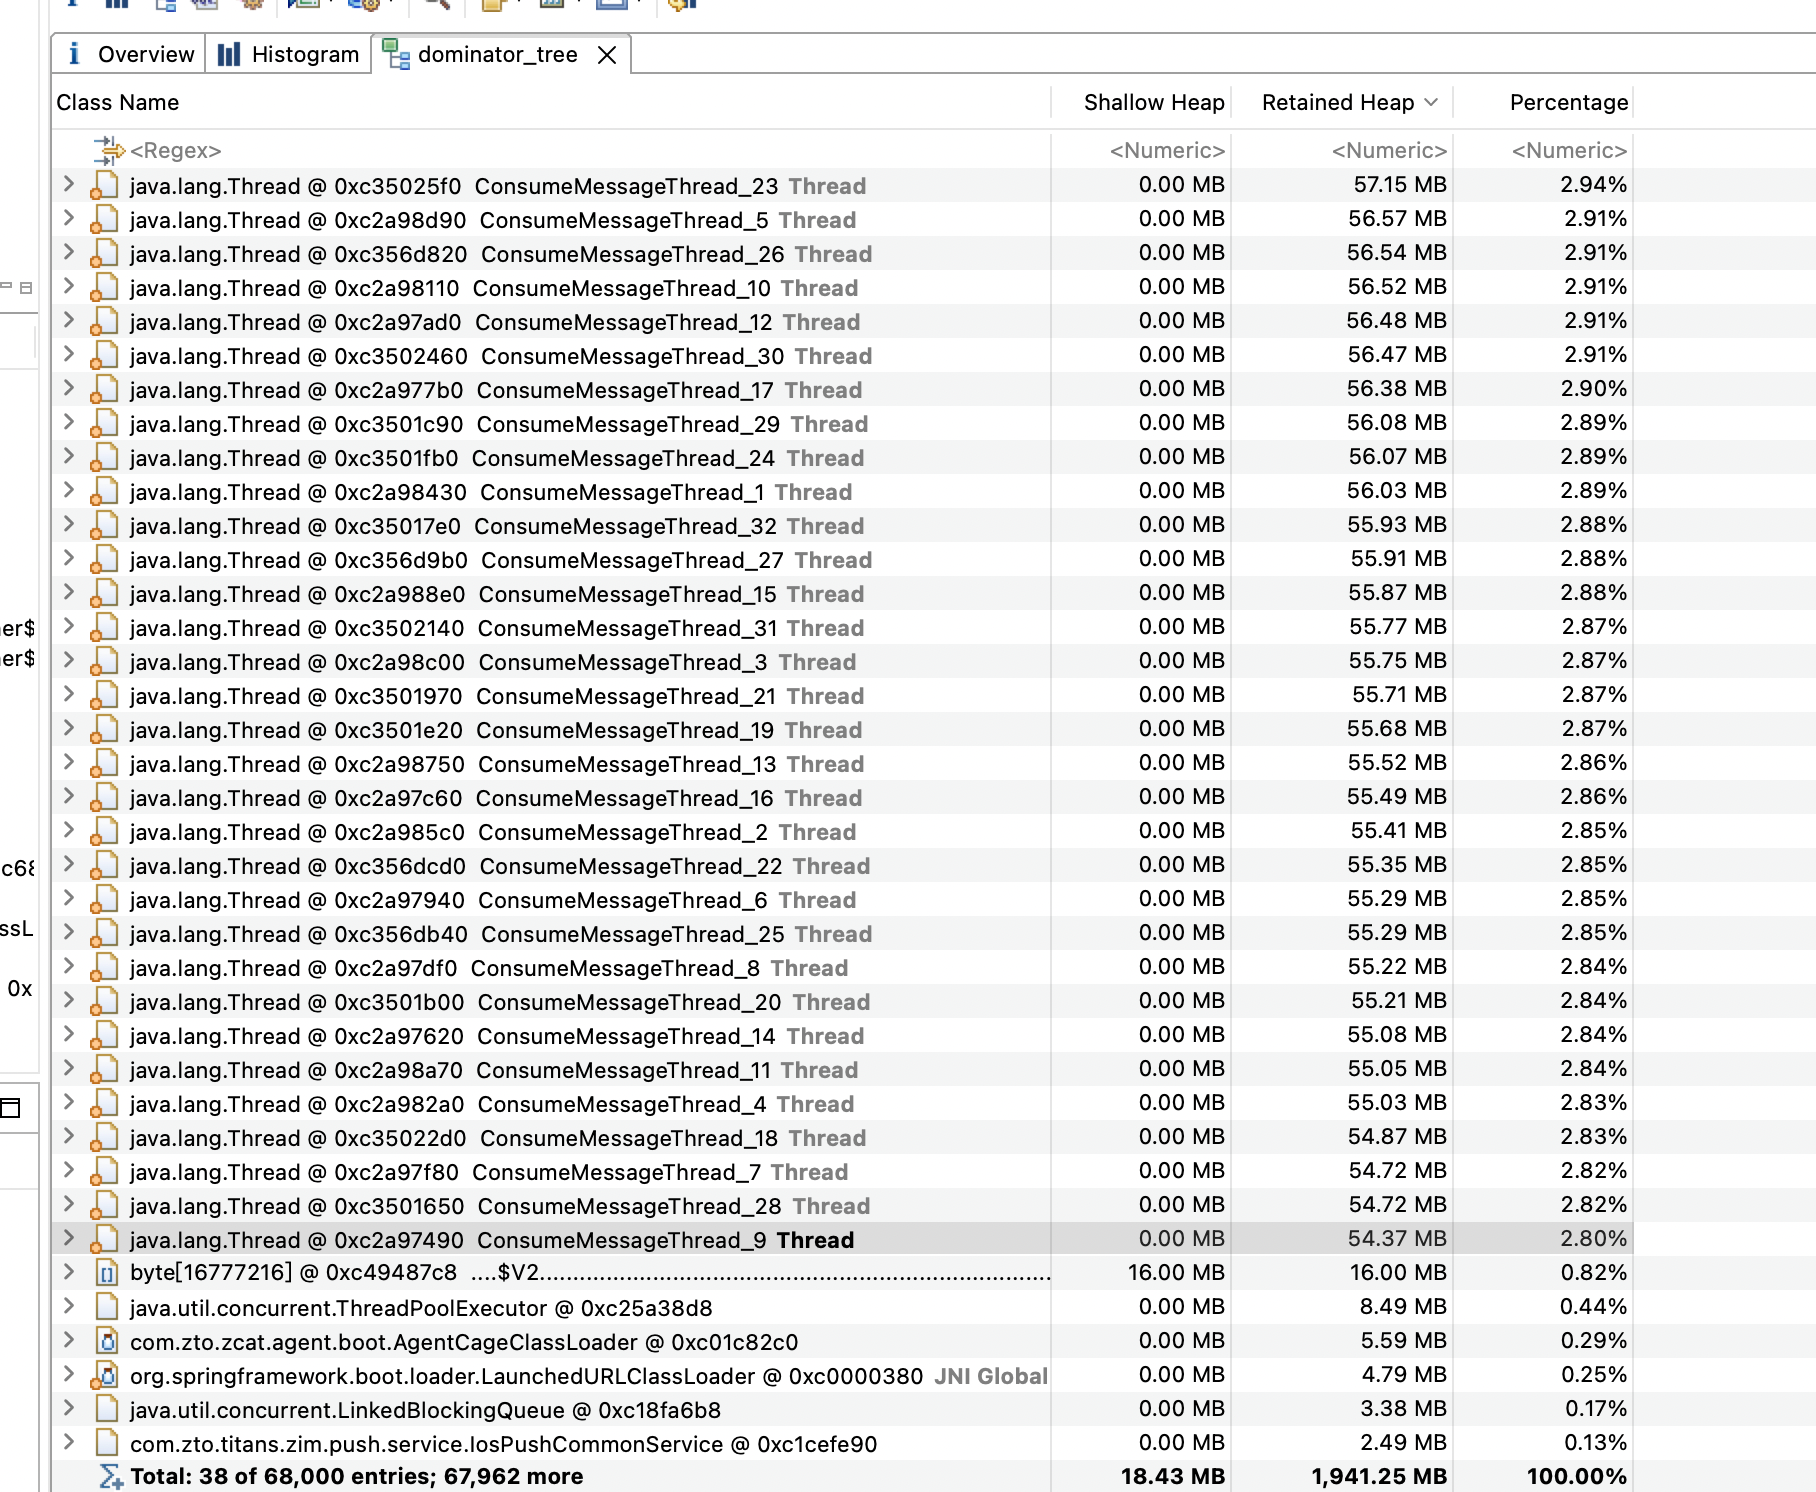 Overview Histogram dominator_tree
Class Name Shallow Heap Retained Heap Percentage
<Regex> <Numeric> <Numeric> <Numeric>
java.lang.Thread @ 0xc35025f0 ConsumeMessageThread_23 Thread 0.00 MB 57.15 MB 2.94%
java.lang.Thread @ 0xc2a98d90 ConsumeMessageThread_5 Thread 0.00 MB 56.57 MB 2.91%
java.lang.Thread @ 0xc356d820 ConsumeMessageThread_26 Thread 0.00 MB 56.54 MB 2.91%
java.lang.Thread @ 0xc2a98110 ConsumeMessageThread_10 Thread 0.00 MB 56.52 MB 2.91%
java.lang.Thread @ 0xc2a97ad0 ConsumeMessageThread_12 Thread 0.00 MB 56.48 MB 2.91%
java.lang.Thread @ 0xc3502460 ConsumeMessageThread_30 Thread 0.00 MB 56.47 MB 2.91%
java.lang.Thread @ 0xc2a977b0 ConsumeMessageThread_17 Thread 0.00 MB 56.38 MB 2.90%
java.lang.Thread @ 0xc3501c90 ConsumeMessageThread_29 Thread 0.00 MB 56.08 MB 2.89%
java.lang.Thread @ 0xc3501fb0 ConsumeMessageThread_24 Thread 0.00 MB 56.07 MB 2.89%
java.lang.Thread @ 0xc2a98430 ConsumeMessageThread_1 Thread 0.00 MB 56.03 MB 2.89%
java.lang.Thread @ 0xc35017e0 ConsumeMessageThread_32 Thread 0.00 MB 55.93 MB 2.88%
java.lang.Thread @ 0xc356d9b0 ConsumeMessageThread_27 Thread 0.00 MB 55.91 MB 2.88%
java.lang.Thread @ 0xc2a988e0 ConsumeMessageThread_15 Thread 0.00 MB 55.87 MB 2.88%
er$ java.lang.Thread @ 0xc3502140 ConsumeMessageThread_31 Thread 0.00 MB 55.77 MB 2.87%
er$ java.lang.Thread @ 0xc2a98c00 ConsumeMessageThread_3 Thread 0.00 MB 55.75 MB 2.87%
java.lang.Thread @ 0xc3501970 ConsumeMessageThread_21 Thread 0.00 MB 55.71 MB 2.87%
java.lang.Thread @ 0xc3501e20 ConsumeMessageThread_19 Thread 0.00 MB 55.68 MB 2.87%
java.lang.Thread @ 0xc2a98750 ConsumeMessageThread_13 Thread 0.00 MB 55.52 MB 2.86%
java.lang.Thread @ 0xc2a97c60 ConsumeMessageThread_16 Thread 0.00 MB 55.49 MB 2.86%
java.lang.Thread @ 0xc2a985c0 ConsumeMessageThread_2 Thread 0.00 MB 55.41 MB 2.85%
c68 java.lang.Thread @ 0xc356dcd0 ConsumeMessageThread_22 Thread 0.00 MB 55.35 MB 2.85%
java.lang.Thread @ 0xc2a97940 ConsumeMessageThread_6 Thread 0.00 MB 55.29 MB 2.85%
ssL java.lang.Thread @ 0xc356db40 ConsumeMessageThread_25 Thread 0.00 MB 55.29 MB 2.85%
java.lang.Thread @ 0xc2a97df0 ConsumeMessageThread_8 Thread 0.00 MB 55.22 MB 2.84%
0x java.lang.Thread @ 0xc3501b00 ConsumeMessageThread_20 Thread 0.00 MB 55.21 MB 2.84%
java.lang.Thread @ 0xc2a97620 ConsumeMessageThread_14 Thread 0.00 MB 55.08 MB 2.84%
java.lang.Thread @ 0xc2a98a70 ConsumeMessageThread_11 Thread 0.00 MB 55.05 MB 2.84%
java.lang.Thread @ 0xc2a982a0 ConsumeMessageThread_4 Thread 0.00 MB 55.03 MB 2.83%
java.lang.Thread @ 0xc35022d0 ConsumeMessageThread_18 Thread 0.00 MB 54.87 MB 2.83%
java.lang.Thread @ 0xc2a97f80 ConsumeMessageThread_7 Thread 0.00 MB 54.72 MB 2.82%
java.lang.Thread @ 0xc3501650 ConsumeMessageThread_28 Thread 0.00 MB 54.72 MB 2.82%
java.lang.Thread @ 0xc2a97490 ConsumeMessageThread_9 Thread 0.00 MB 54.37 MB 2.80%
byte[16777216] @ 0xc49487c8 ....$V2.................................................................................. 16.00 MB 16.00 MB 0.82%
java.util.concurrent.ThreadPoolExecutor @ 0xc25a38d8 0.00 MB 8.49 MB 0.44%
com.zto.zcat.agent.boot.AgentCageClassLoader @ 0xc01c82c0 0.00 MB 5.59 MB 0.29%
org.springframework.boot.loader.LaunchedURLClassLoader @ 0xc0000380 JNI Global 0.00 MB 4.79 MB 0.25%
java.util.concurrent.LinkedBlockingQueue @ 0xc18fa6b8 0.00 MB 3.38 MB 0.17%
com.zto.titans.zim.push.service.IosPushCommonService @ 0xc1cefe90 0.00 MB 2.49 MB 0.13%
Total: 38 of 68,000 entries; 67,962 more 18.43 MB 1,941.25 MB 100.00%